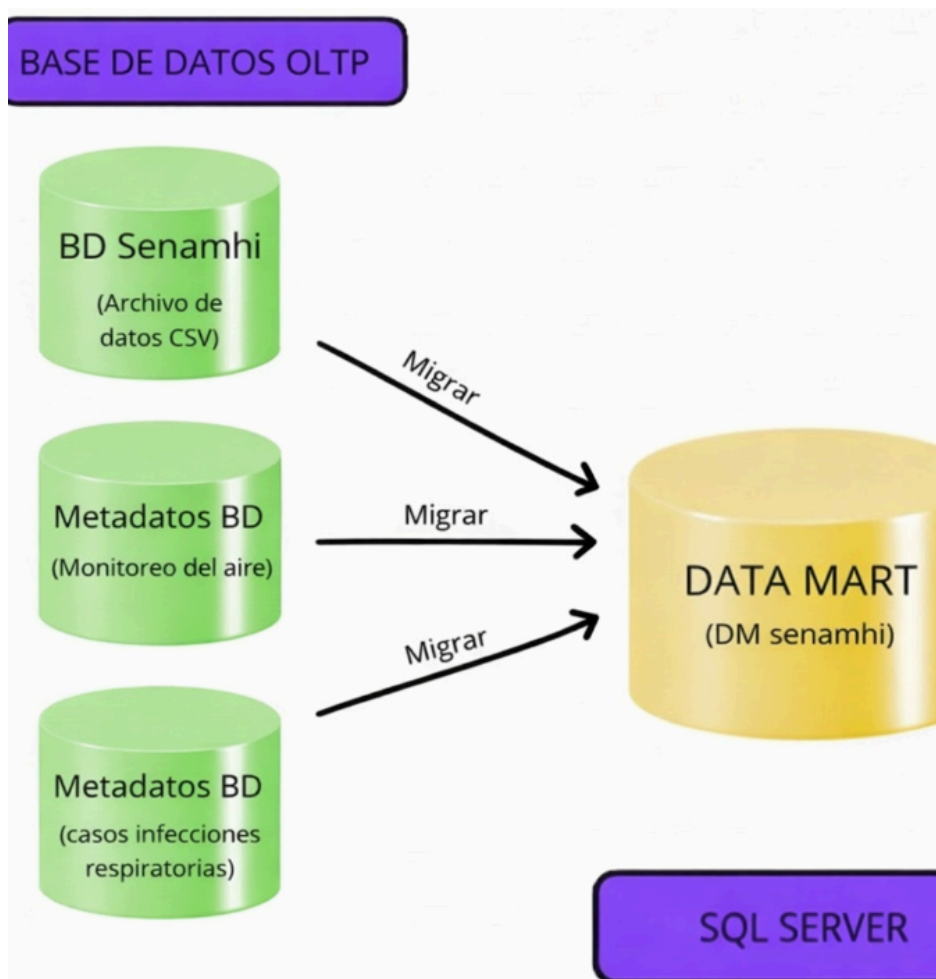 BASE DE DATOS OLTP
BD Senamhi
(Archivo de
datos CSV)
Migrar
Metadatos BD
(Monitoreo del aire)
Migrar
DATA MART
(DM senamhi)
Metadatos BD
(casos infecciones
respiratorias)
Migrar
SQL SERVER